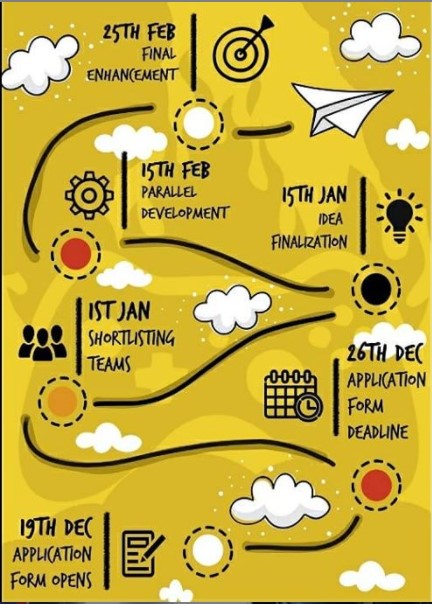 25TH FEB
FINAL
ENHANCEMENT
15TH FEB
PARALLEL
DEVELOPMENT
15TH JAN
IDEA
FINALIZATION
1ST JAN
SHORTLISTING
TEAMS
26TH DEC
APPLICATION
FORM
DEADLINE
19TH DEC
APPLICATION
FORM OPENS